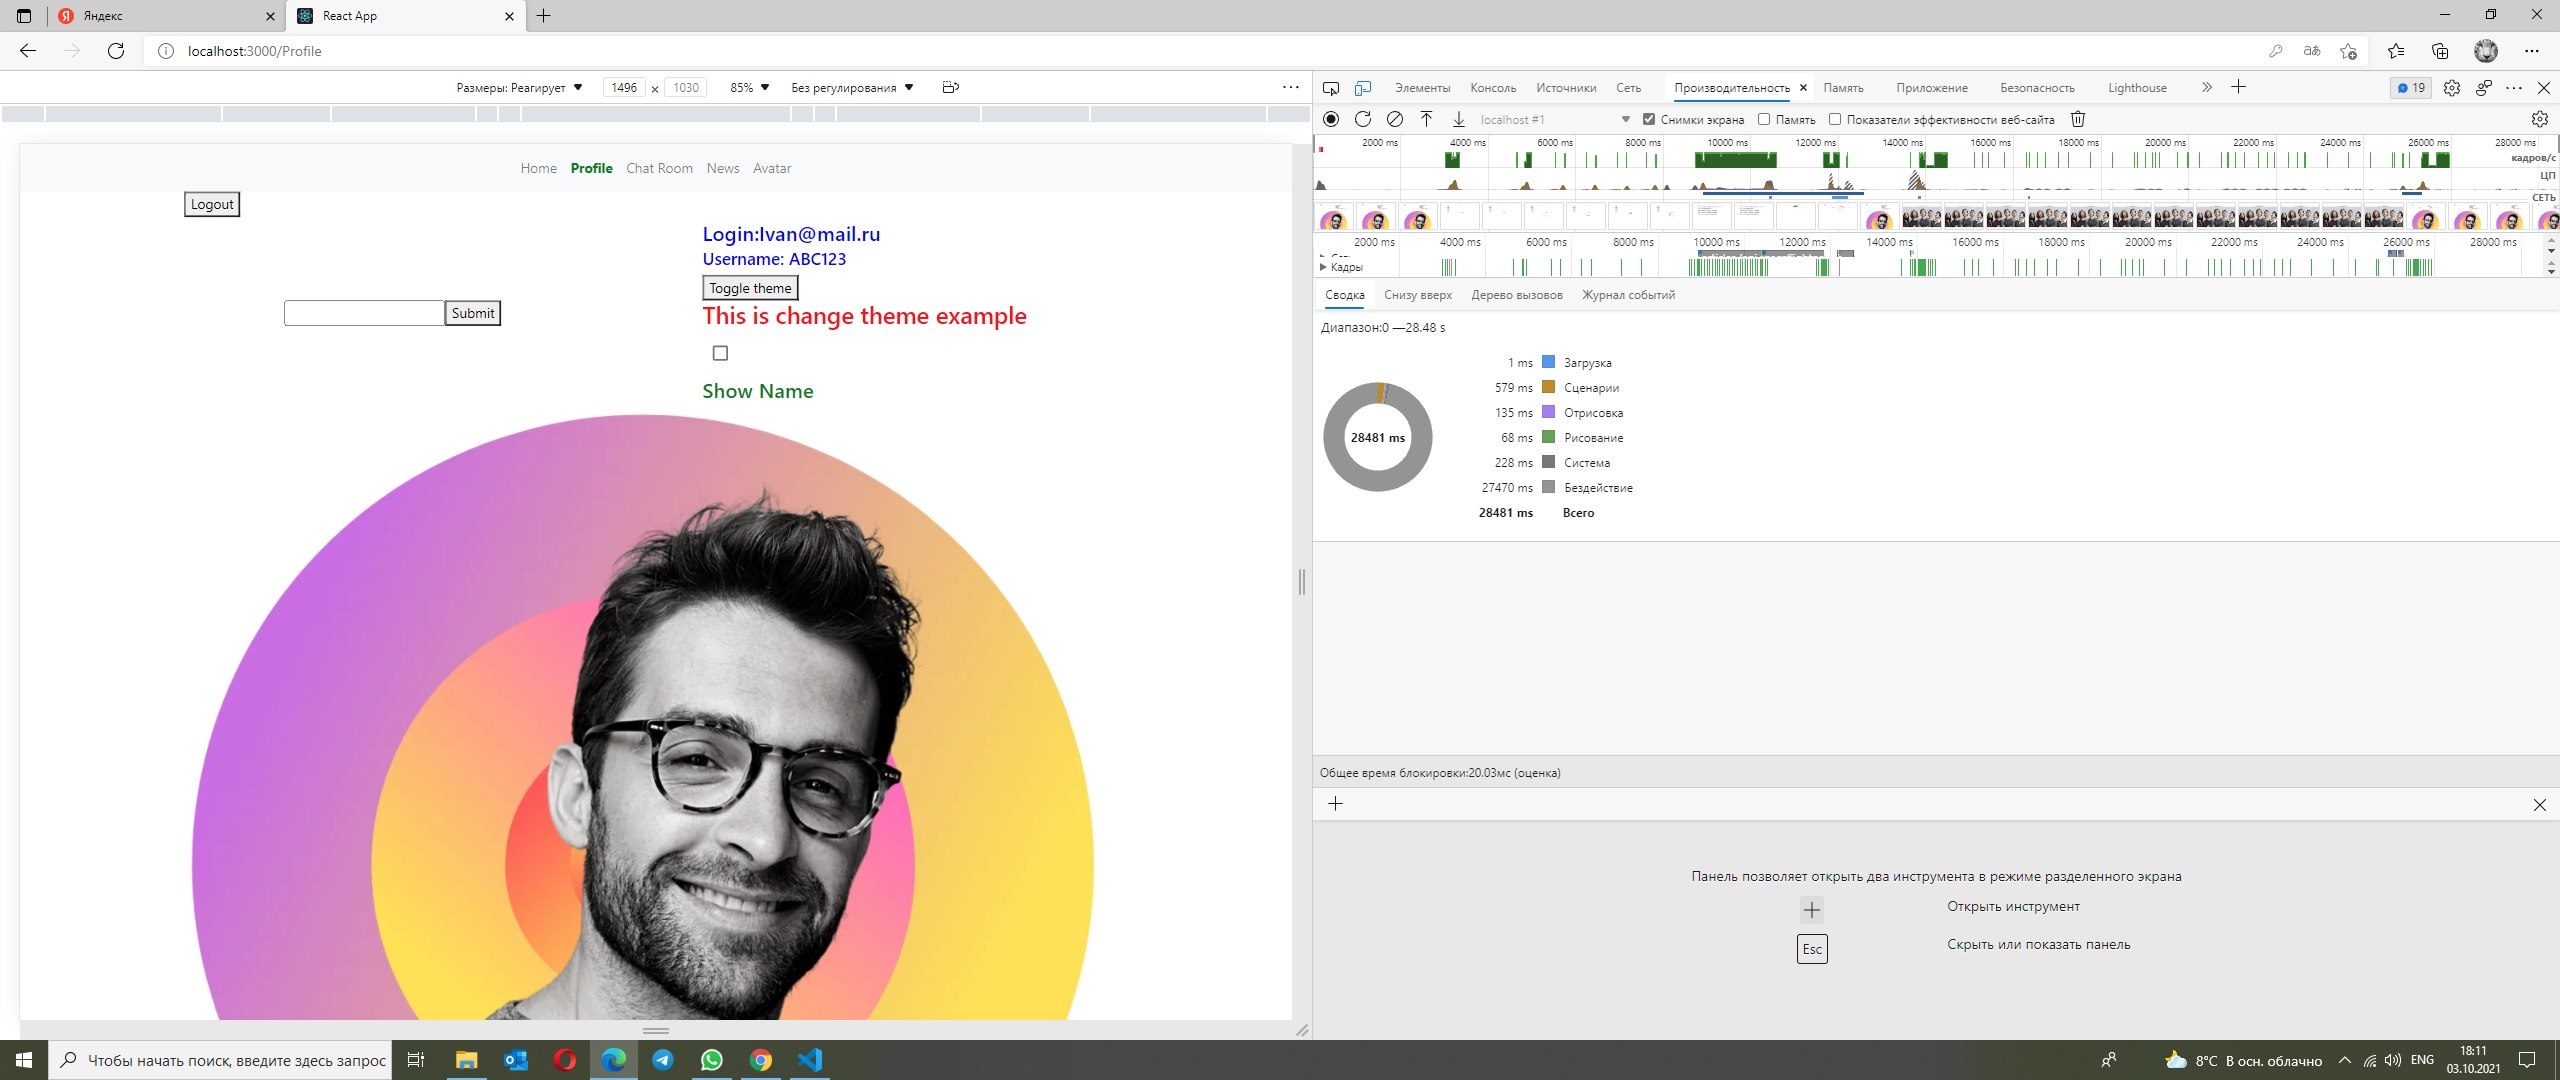 Яндекс
React App
localhost:3000/Profile
аあ
Размеры: Реагирует 1496 × 1030 85% Без регулирования
Home Profile Chat Room News Avatar
Logout
Login:Ivan@mail.ru
Username: ABC123
Toggle theme
Submit
This is change theme example
Show Name
Элементы Консоль Источники Сеть Производительность Память Приложение Безопасность Lighthouse 19
localhost #1 Снимки экрана Память Показатели эффективности веб-сайта
2000 ms 4000 ms 6000 ms 8000 ms 10000 ms 12000 ms 14000 ms 16000 ms 18000 ms 20000 ms 22000 ms 24000 ms 26000 ms 28000 ms
кадров/с
ЦП
СЕТЬ
2000 ms 4000 ms 6000 ms 8000 ms 10000 ms 12000 ms 14000 ms 16000 ms 18000 ms 20000 ms 22000 ms 24000 ms 26000 ms 28000 ms
Кадры
Сводка Снизу вверх Дерево вызовов Журнал событий
Диапазон:0 —28.48 s
28481 ms
1 ms Загрузка
579 ms Сценарии
135 ms Отрисовка
68 ms Рисование
228 ms Система
27470 ms Бездействие
28481 ms Всего
Общее время блокировки:20.03мс (оценка)
Панель позволяет открыть два инструмента в режиме разделенного экрана
Открыть инструмент
Esc Скрыть или показать панель
Чтобы начать поиск, введите здесь запрос
8°C В осн. облачно
ENG
18:11
03.10.2021